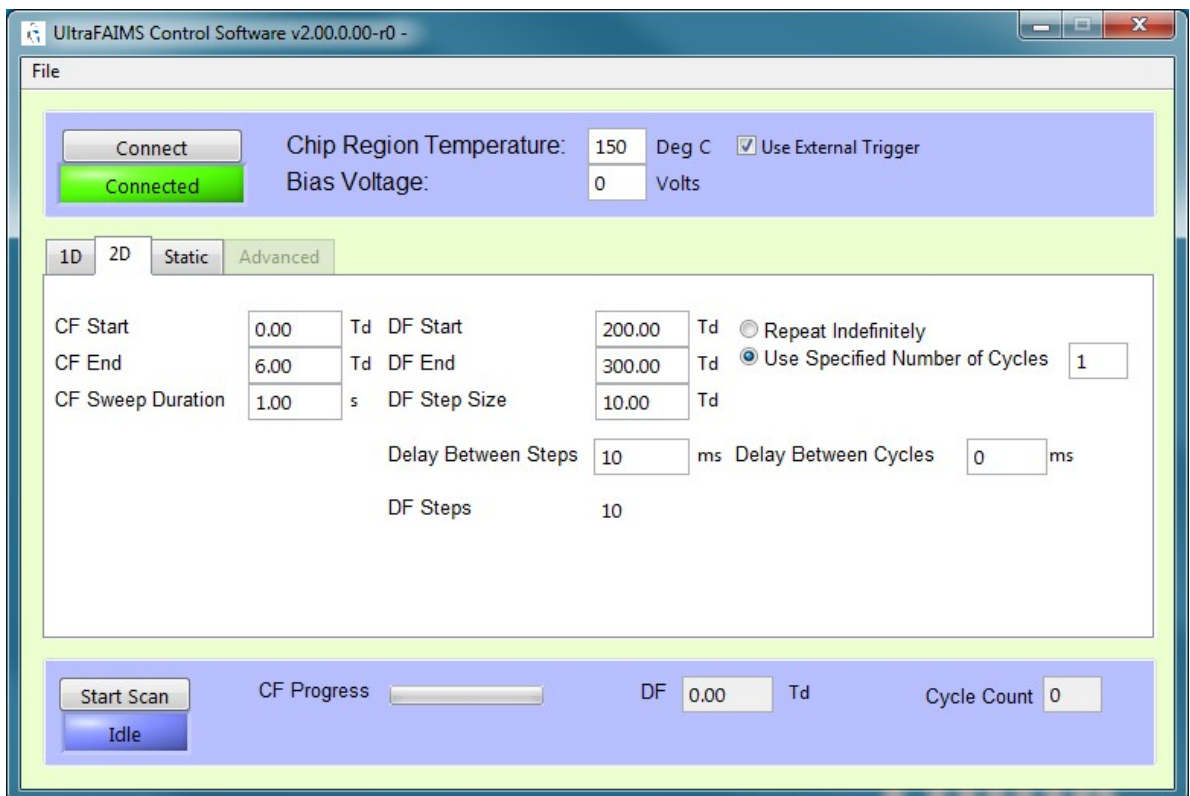 UltraFAIMS Control Software v2.00.0.00-r0 -
File
Connect Chip Region Temperature: 150 Deg C Use External Trigger
Connected Bias Voltage: 0 Volts
1D 2D Static Advanced
CF Start 0.00 Td DF Start 200.00 Td Repeat Indefinitely
CF End 6.00 Td DF End 300.00 Td Use Specified Number of Cycles 1
CF Sweep Duration 1.00 s DF Step Size 10.00 Td
Delay Between Steps 10 ms Delay Between Cycles 0 ms
DF Steps 10
Start Scan CF Progress DF 0.00 Td Cycle Count 0
Idle